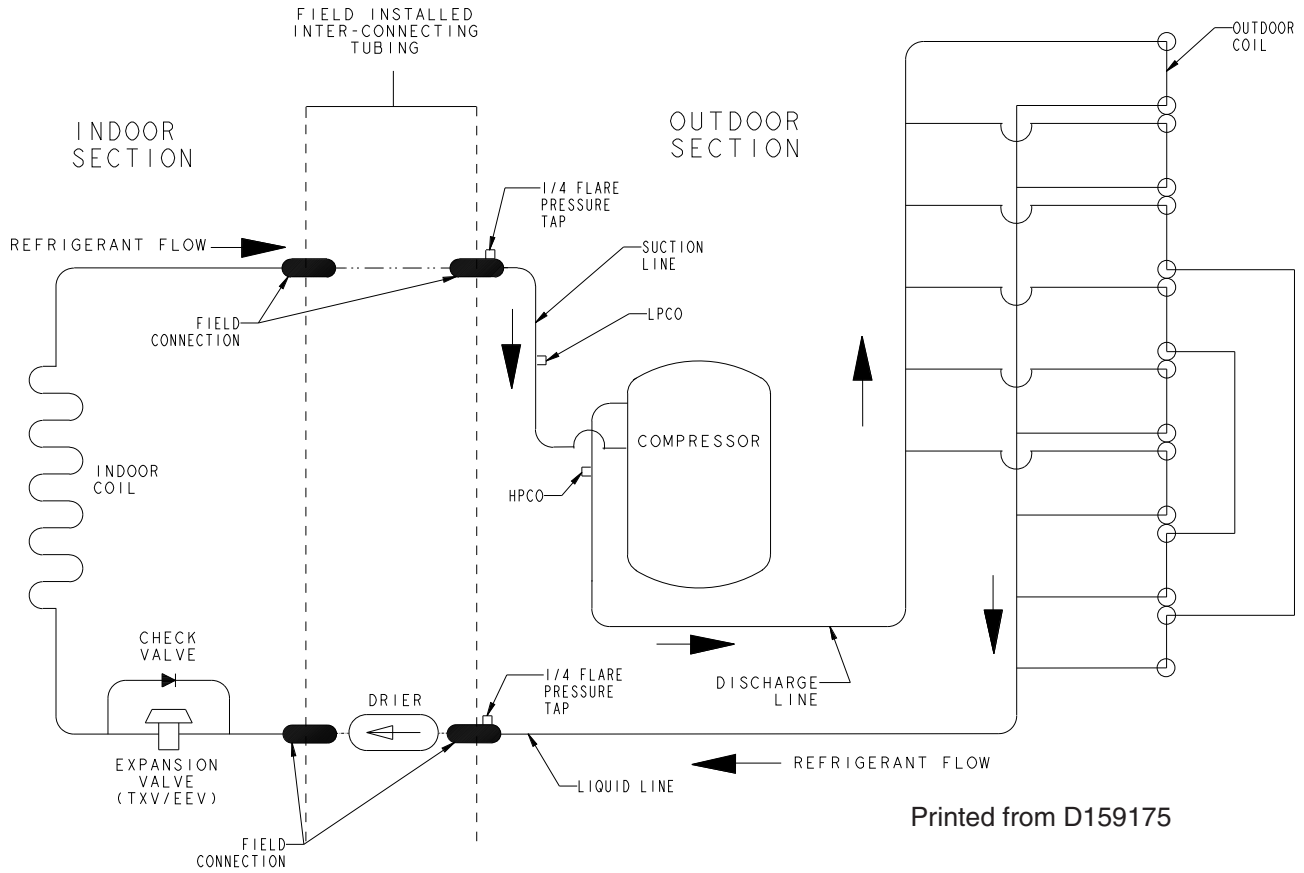 FIELD INSTALLED
INTER-CONNECTING
TUBING
OUTDOOR
COIL
INDOOR
SECTION
OUTDOOR
SECTION
1/4 FLARE
PRESSURE
TAP
REFRIGERANT FLOW
SUCTION
LINE
FIELD
CONNECTION
LPCO
COMPRESSOR
INDOOR
COIL
HPCO
CHECK
VALVE
DRIER
1/4 FLARE
PRESSURE
TAP
DISCHARGE
LINE
EXPANSION
VALVE
(TXV/EEV)
REFRIGERANT FLOW
LIQUID LINE
FIELD
CONNECTION
Printed from D159175